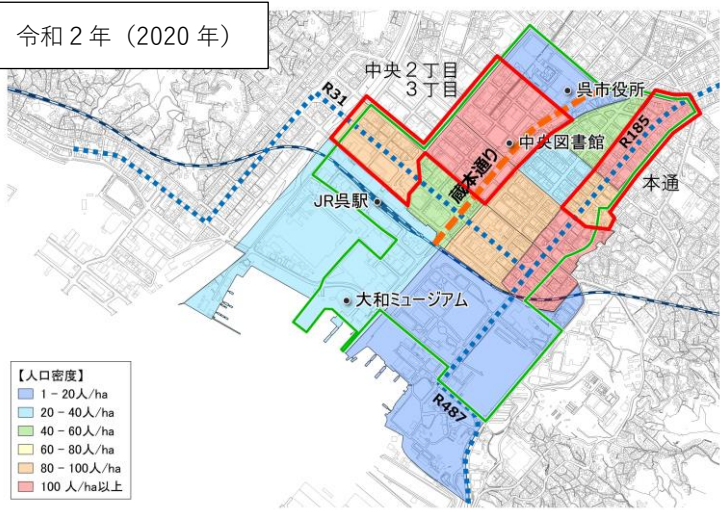 令和２年（2020 年）
中央２丁目
３丁目
呉市役所
R31
R185
中央図書館
蔵本通り
本通
JR呉駅
大和ミュージアム
R487
【人口密度】
1 − 20人/ha
20 − 40人/ha
40 − 60人/ha
60 − 80人/ha
80 − 100人/ha
100 人/ha以上